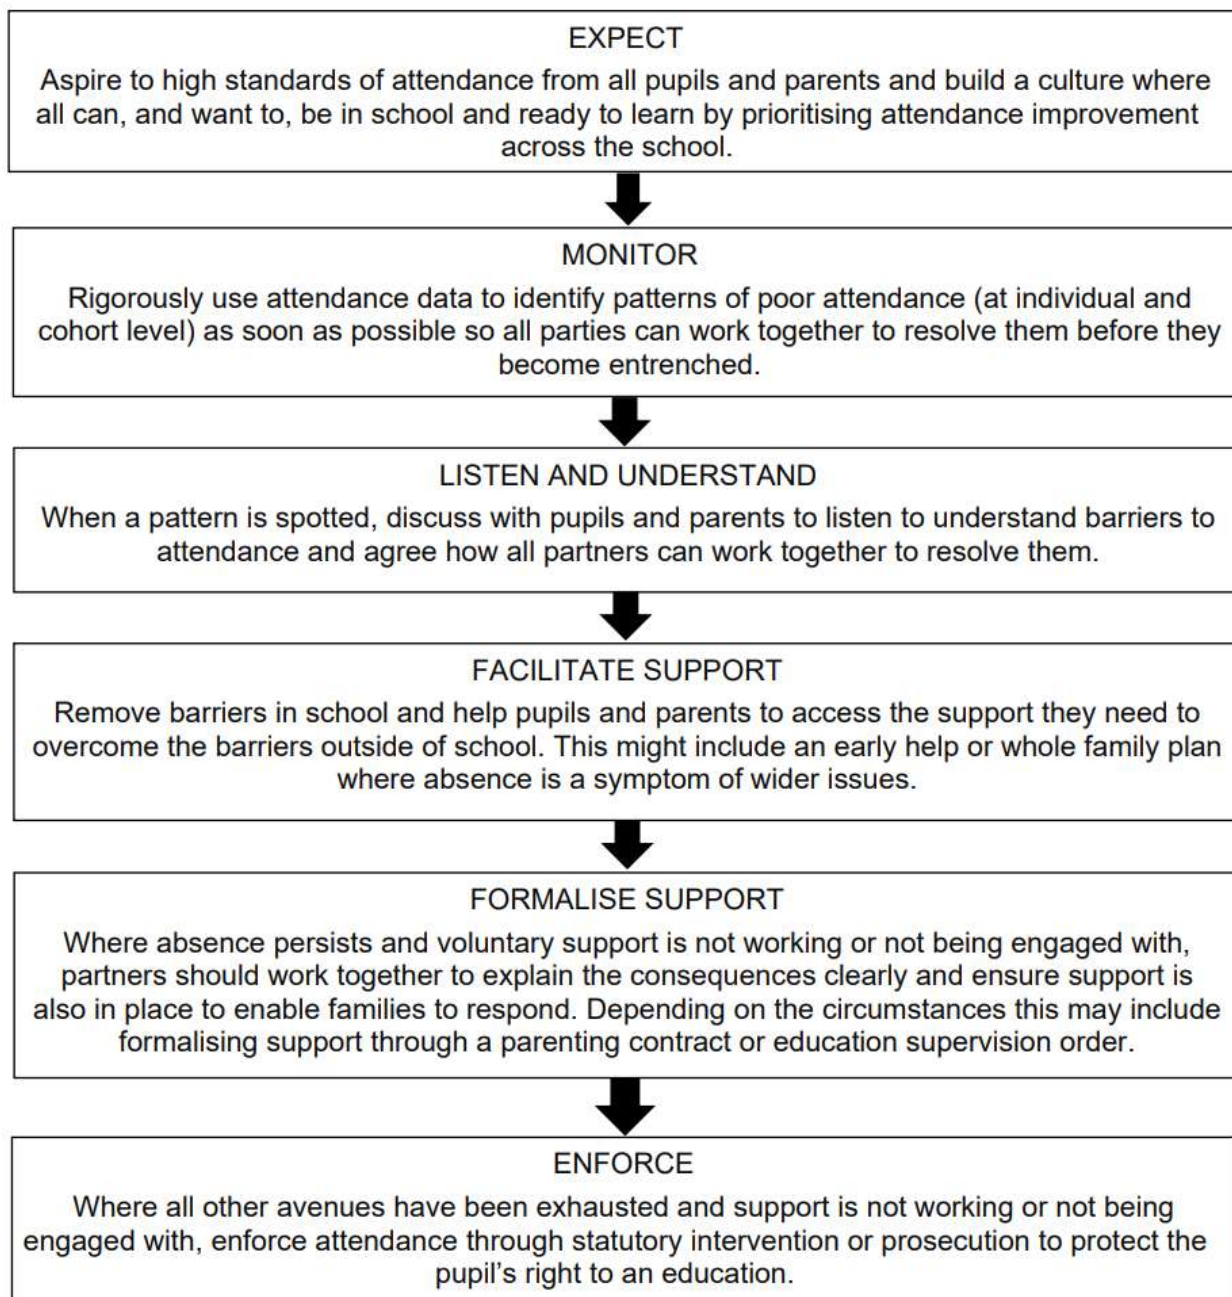 EXPECT
Aspire to high standards of attendance from all pupils and parents and build a culture where
all can, and want to, be in school and ready to learn by prioritising attendance improvement
across the school.
MONITOR
Rigorously use attendance data to identify patterns of poor attendance (at individual and
cohort level) as soon as possible so all parties can work together to resolve them before they
become entrenched.
LISTEN AND UNDERSTAND
When a pattern is spotted, discuss with pupils and parents to listen to understand barriers to
attendance and agree how all partners can work together to resolve them.
FACILITATE SUPPORT
Remove barriers in school and help pupils and parents to access the support they need to
overcome the barriers outside of school. This might include an early help or whole family plan
where absence is a symptom of wider issues.
FORMALISE SUPPORT
Where absence persists and voluntary support is not working or not being engaged with,
partners should work together to explain the consequences clearly and ensure support is
also in place to enable families to respond. Depending on the circumstances this may include
formalising support through a parenting contract or education supervision order.
ENFORCE
Where all other avenues have been exhausted and support is not working or not being
engaged with, enforce attendance through statutory intervention or prosecution to protect the
pupil’s right to an education.